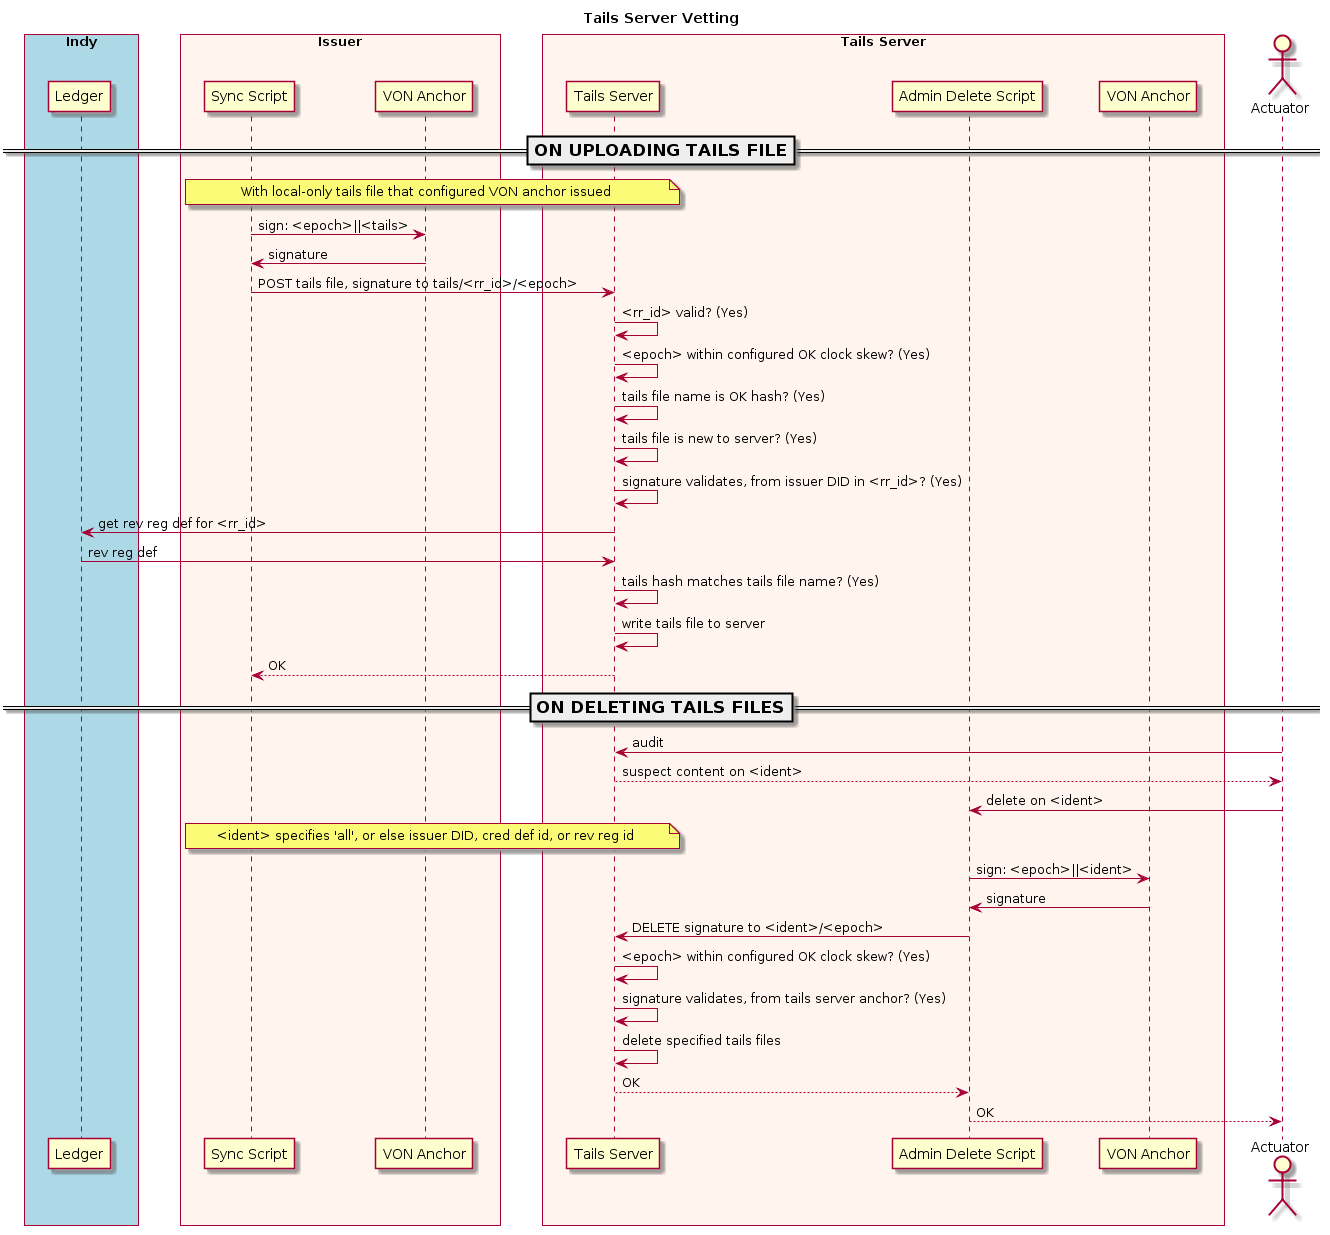 Tails Server Vetting
Indy
Issuer
Tails Server
Ledger
Sync Script
VON Anchor
Tails Server
Admin Delete Script
VON Anchor
Actuator
ON UPLOADING TAILS FILE
With local-only tails file that configured VON anchor issued
sign: <epoch>||<tails>
signature
POST tails file, signature to tails/<rr_id>/<epoch>
<rr_id> valid? (Yes)
<epoch> within configured OK clock skew? (Yes)
tails file name is OK hash? (Yes)
tails file is new to server? (Yes)
signature validates, from issuer DID in <rr_id>? (Yes)
get rev reg def for <rr_id>
rev reg def
tails hash matches tails file name? (Yes)
write tails file to server
OK
ON DELETING TAILS FILES
audit
suspect content on <ident>
delete on <ident>
<ident> specifies 'all', or else issuer DID, cred def id, or rev reg id
sign: <epoch>||<ident>
signature
DELETE signature to <ident>/<epoch>
<epoch> within configured OK clock skew? (Yes)
signature validates, from tails server anchor? (Yes)
delete specified tails files
OK
OK
Ledger
Sync Script
VON Anchor
Tails Server
Admin Delete Script
VON Anchor
Actuator